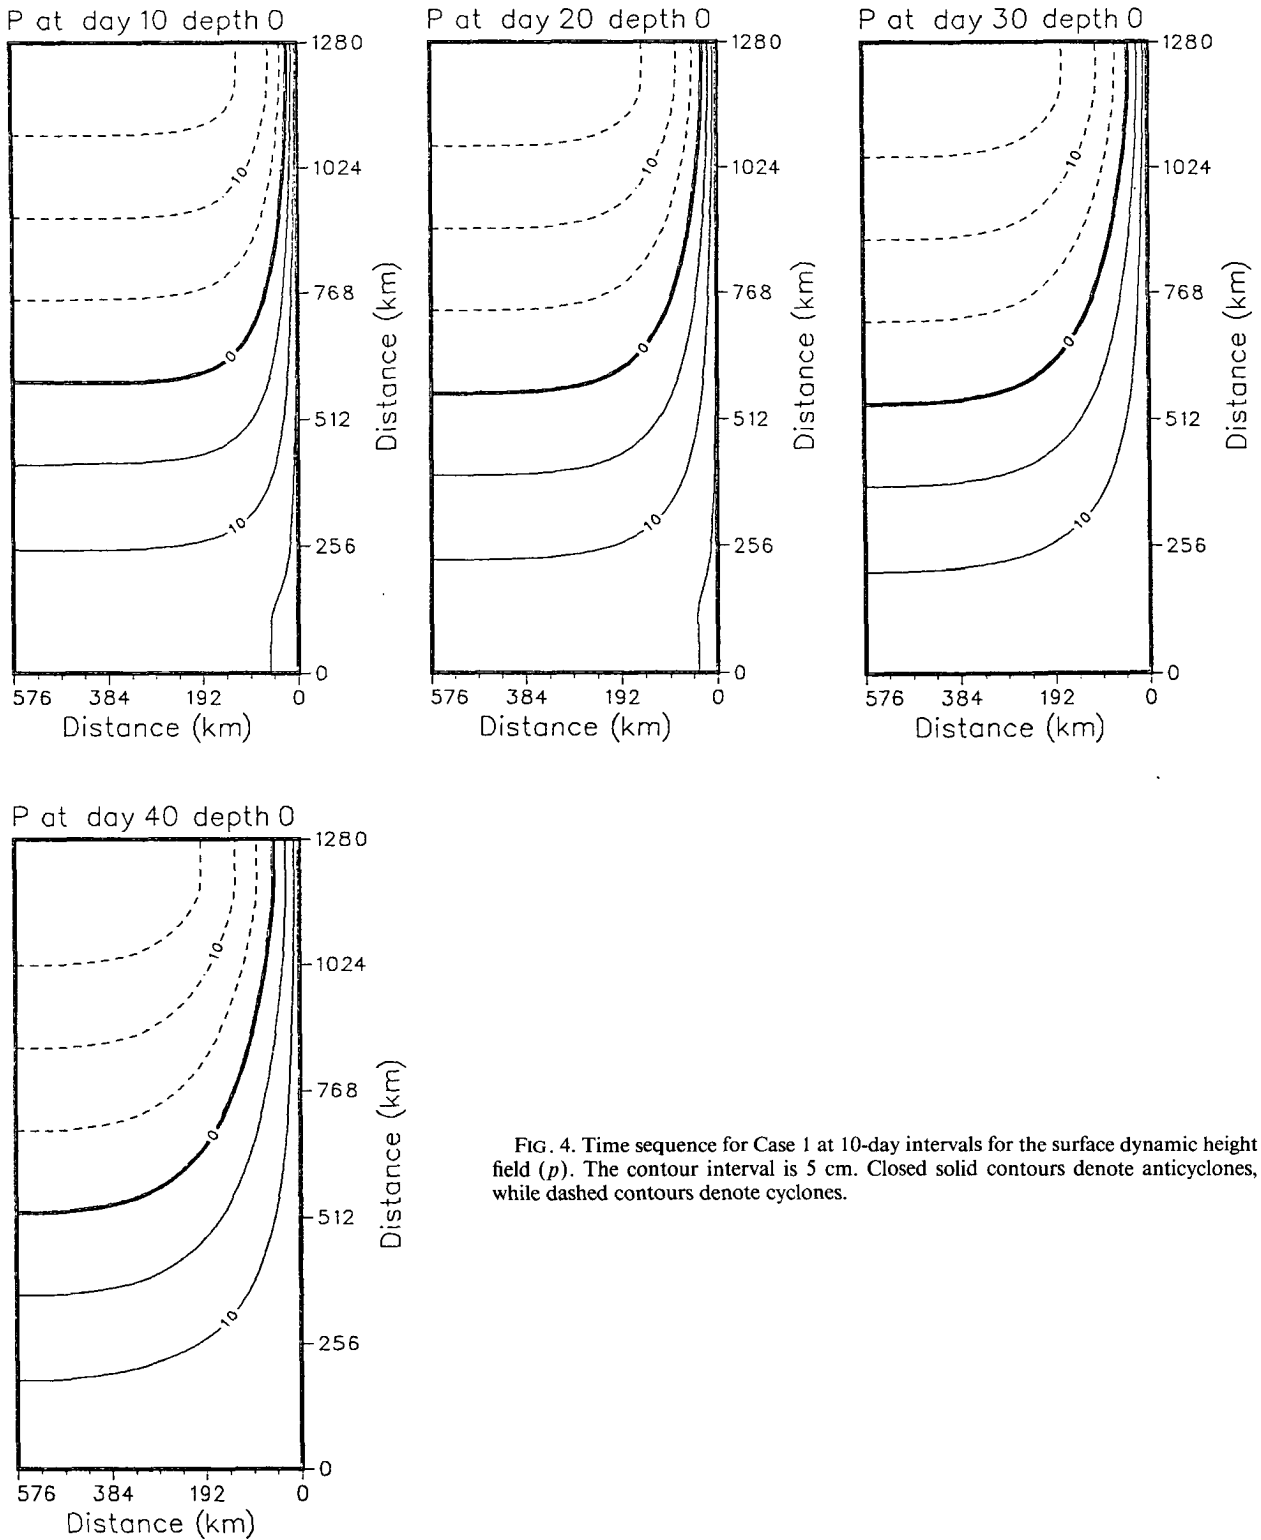 P at day 10 depth 0
P at day 20 depth 0
P at day 30 depth 0
1280
1024
768
512
256
0
Distance (km)
10
0
10
576 384 192 0
Distance (km)
1280
1024
768
512
256
0
Distance (km)
10
0
10
576 384 192 0
Distance (km)
1280
1024
768
512
256
0
Distance (km)
10
0
10
576 384 192 0
Distance (km)
P at day 40 depth 0
1280
1024
768
512
256
0
Distance (km)
10
0
10
576 384 192 0
Distance (km)
FIG. 4. Time sequence for Case 1 at 10-day intervals for the surface dynamic height
field (p). The contour interval is 5 cm. Closed solid contours denote anticyclones,
while dashed contours denote cyclones.